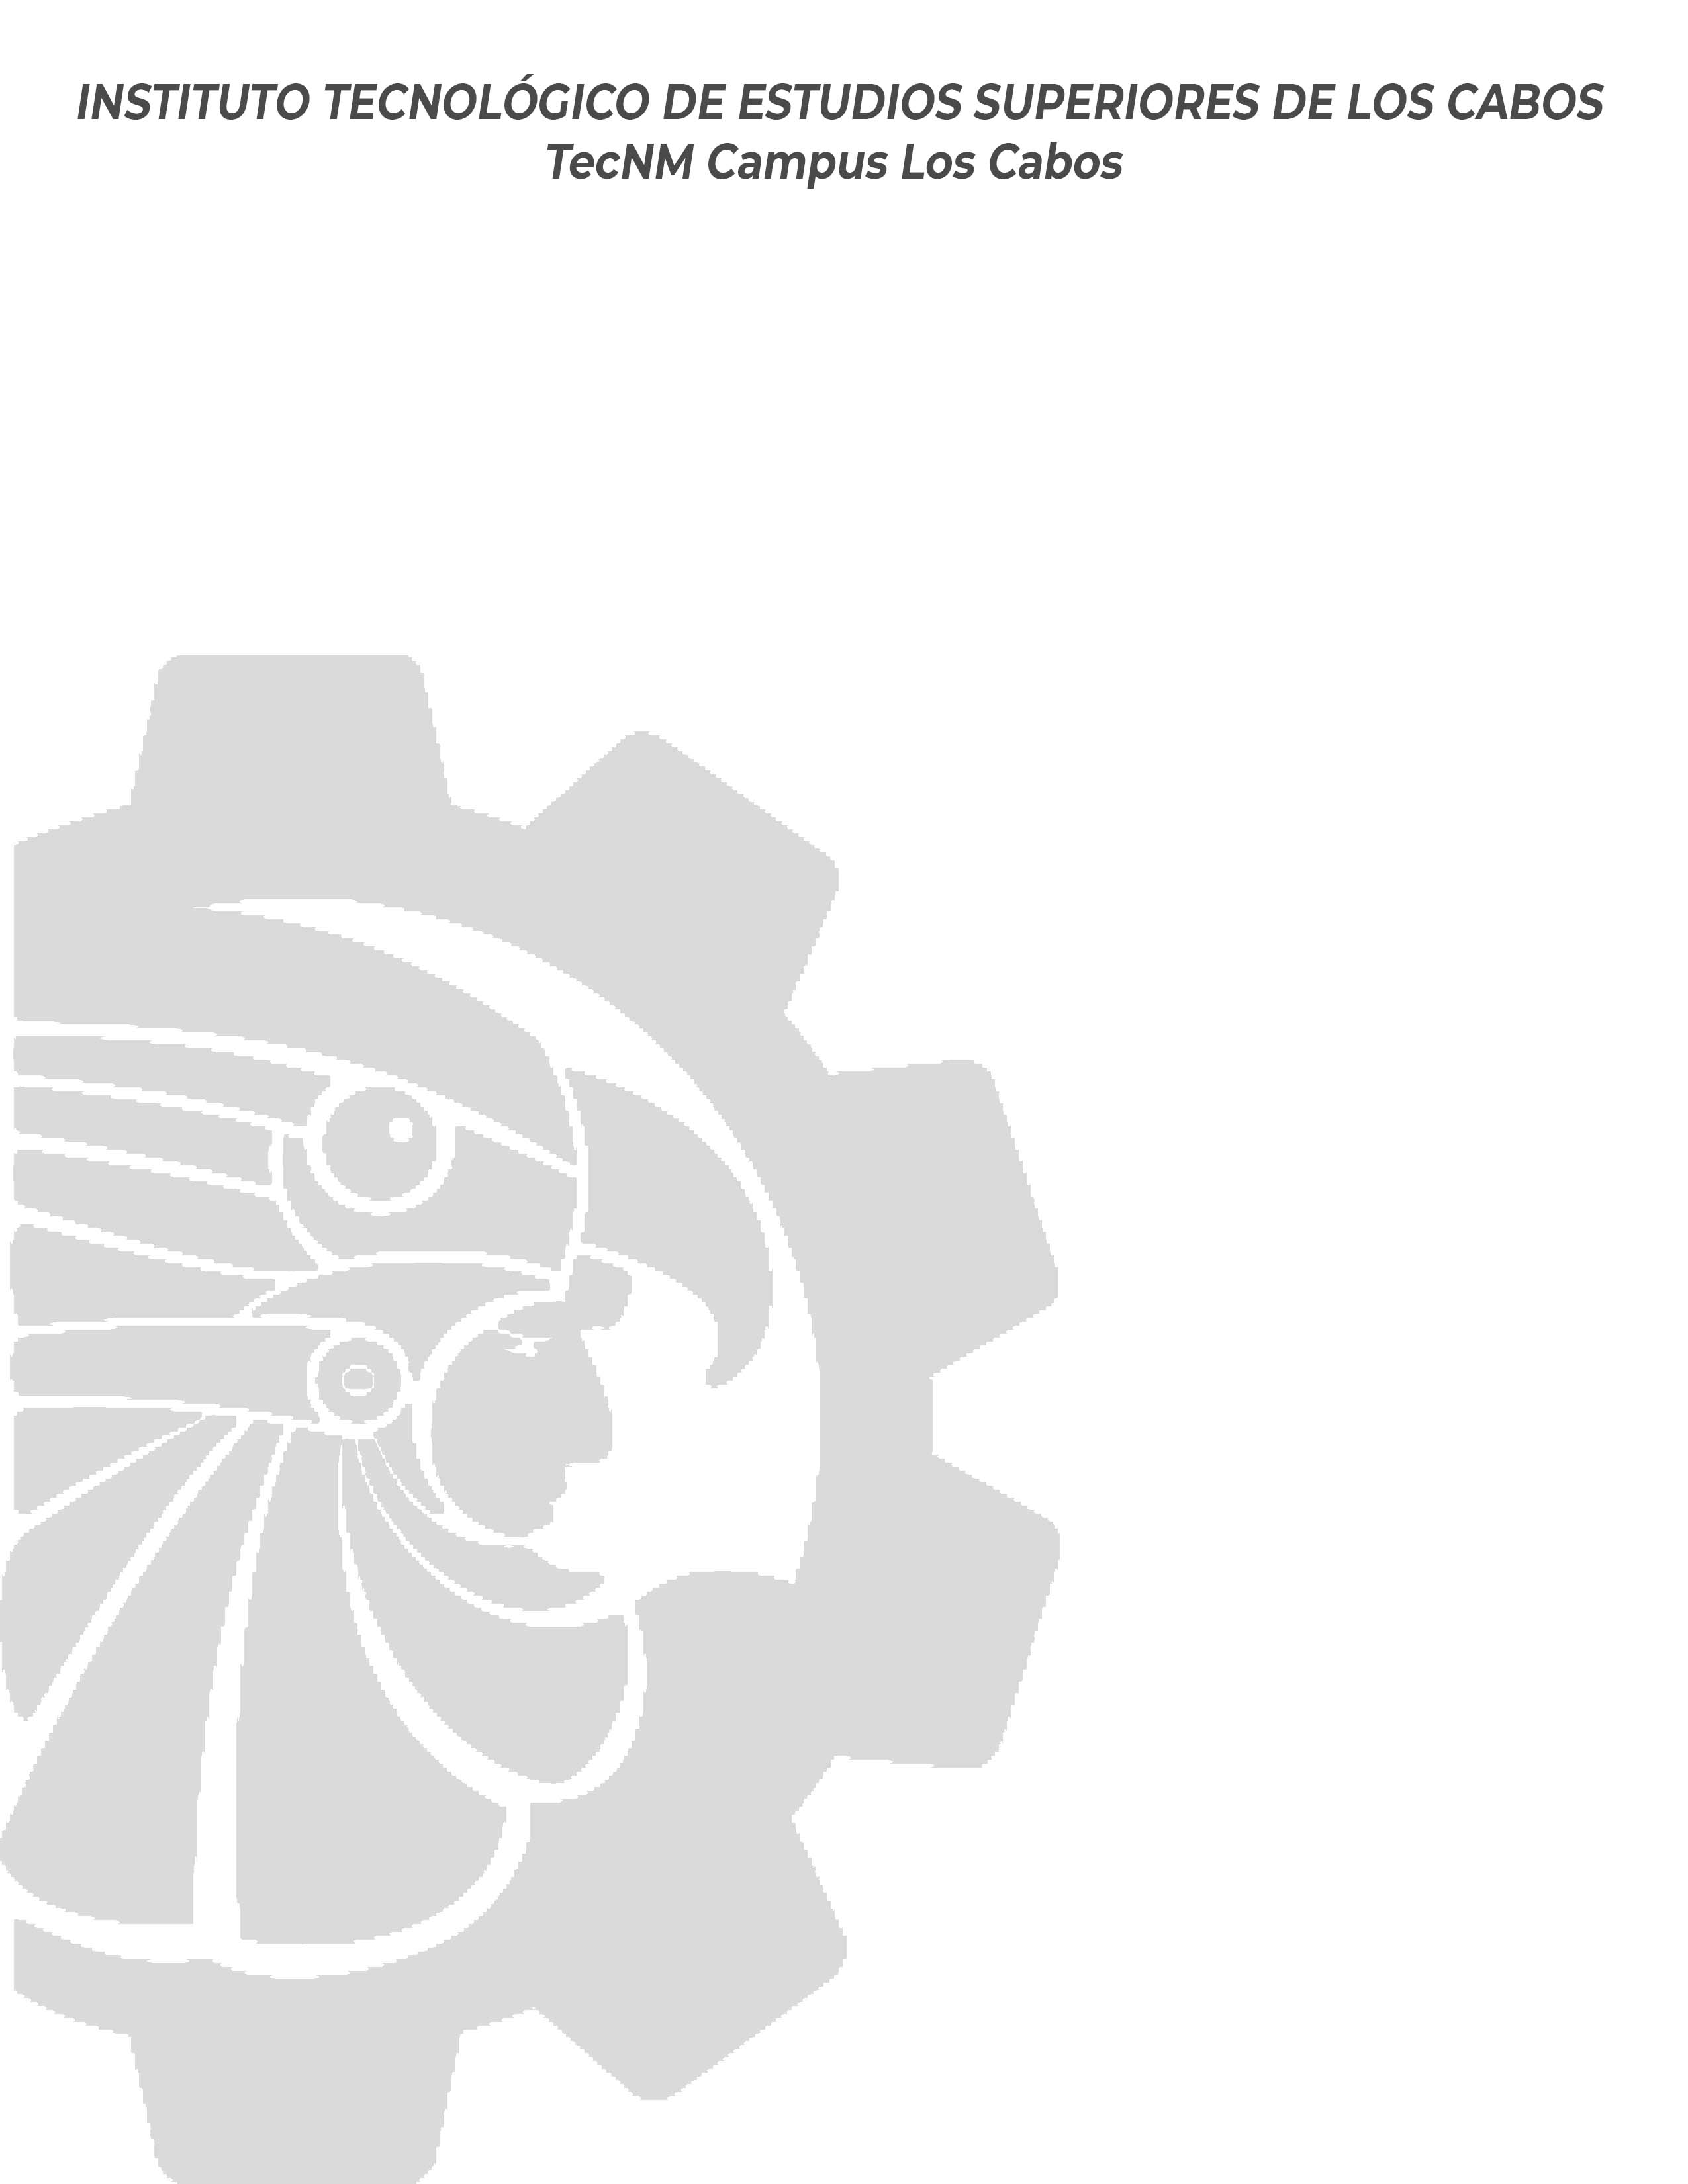 INSTITUTO TECNOLÓGICO DE ESTUDIOS SUPERIORES DE LOS CABOS
TecNM Campus Los Cabos